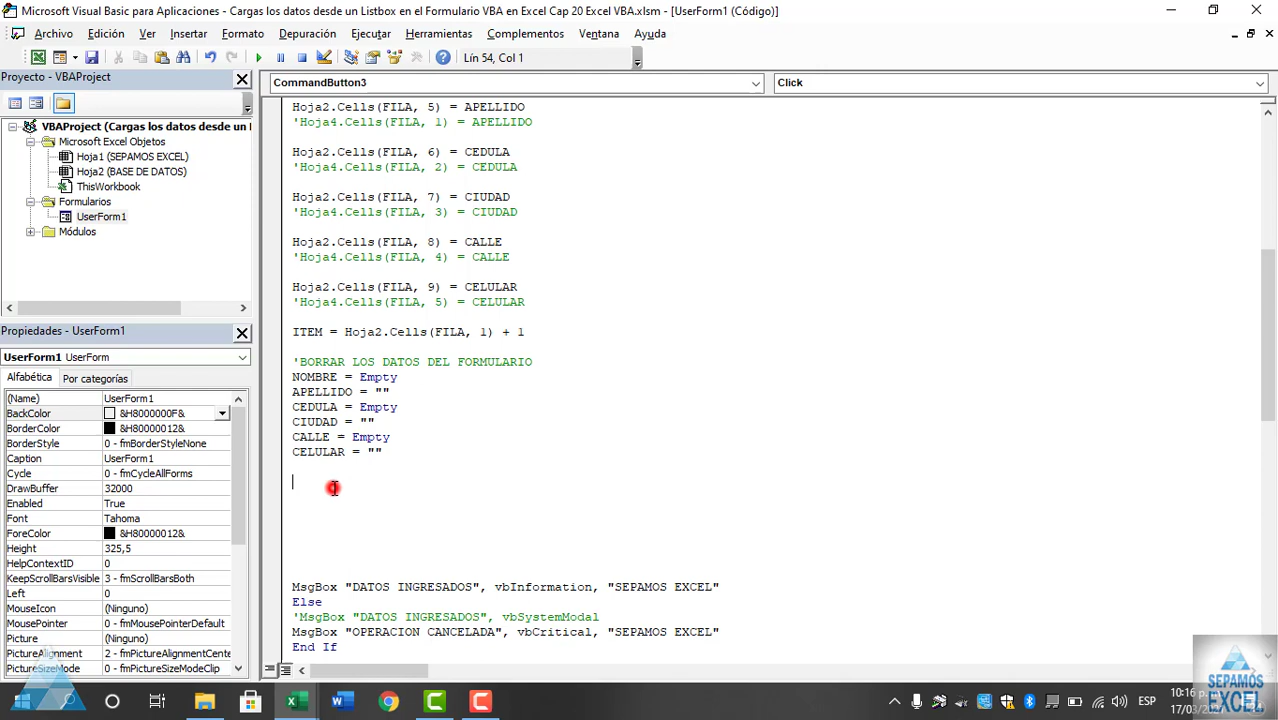 Microsoft Visual Basic para Aplicaciones - Cargas los datos desde un Listbox en el Formulario VBA en Excel Cap 20 Excel VBA.xlsm - [UserForm1 (Código)]
Archivo Edición Ver Insertar Formato Depuración Ejecutar Herramientas Complementos Ventana Ayuda
Lín 54, Col 1
Proyecto - VBAProject
VBAProject (Cargas los datos desde un l
Microsoft Excel Objetos
Hoja1 (SEPAMOS EXCEL)
Hoja2 (BASE DE DATOS)
ThisWorkbook
Formularios
UserForm1
Módulos
Propiedades - UserForm1
UserForm1 UserForm
Alfabética Por categorías
(Name) UserForm1
BackColor &H8000000F&
BorderColor &H80000012&
BorderStyle 0 - fmBorderStyleNone
Caption UserForm1
Cycle 0 - fmCycleAllForms
DrawBuffer 32000
Enabled True
Font Tahoma
ForeColor &H80000012&
Height 325,5
HelpContextID 0
KeepScrollBarsVisible 3 - fmScrollBarsBoth
Left 0
MouseIcon (Ninguno)
MousePointer 0 - fmMousePointerDefault
Picture (Ninguno)
PictureAlignment 2 - fmPictureAlignmentCente
PictureSizeMode 0 - fmPictureSizeModeClip
CommandButton3 Click
Hoja2.Cells(FILA, 5) = APELLIDO
'Hoja4.Cells(FILA, 1) = APELLIDO
Hoja2.Cells(FILA, 6) = CEDULA
'Hoja4.Cells(FILA, 2) = CEDULA
Hoja2.Cells(FILA, 7) = CIUDAD
'Hoja4.Cells(FILA, 3) = CIUDAD
Hoja2.Cells(FILA, 8) = CALLE
'Hoja4.Cells(FILA, 4) = CALLE
Hoja2.Cells(FILA, 9) = CELULAR
'Hoja4.Cells(FILA, 5) = CELULAR
ITEM = Hoja2.Cells(FILA, 1) + 1
'BORRAR LOS DATOS DEL FORMULARIO
NOMBRE = Empty
APELLIDO = ""
CEDULA = Empty
CIUDAD = ""
CALLE = Empty
CELULAR = ""
MsgBox "DATOS INGRESADOS", vbInformation, "SEPAMOS EXCEL"
Else
'MsgBox "DATOS INGRESADOS", vbSystemModal
MsgBox "OPERACION CANCELADA", vbCritical, "SEPAMOS EXCEL"
End If
ESP
10:16 p.
17/03/
SEPAMOS
EXCEL